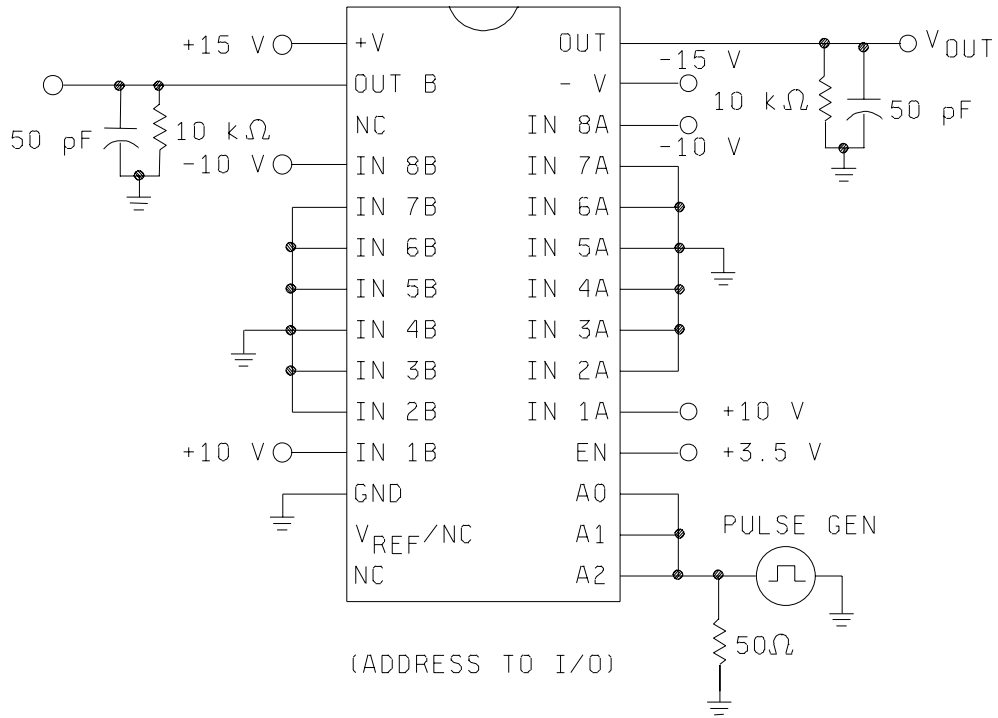 +15 V
+V
OUT
V OUT
-15 V
OUT B
- V
10 kΩ
50 pF
50 pF
10 kΩ
NC
IN 8A
-10 V
-10 V
IN 8B
IN 7A
IN 7B
IN 6A
IN 6B
IN 5A
IN 5B
IN 4A
IN 4B
IN 3A
IN 3B
IN 2A
IN 2B
IN 1A
+10 V
+10 V
IN 1B
EN
+3.5 V
GND
A0
PULSE GEN
VREF/NC
A1
NC
A2
50Ω
(ADDRESS TO I/O)